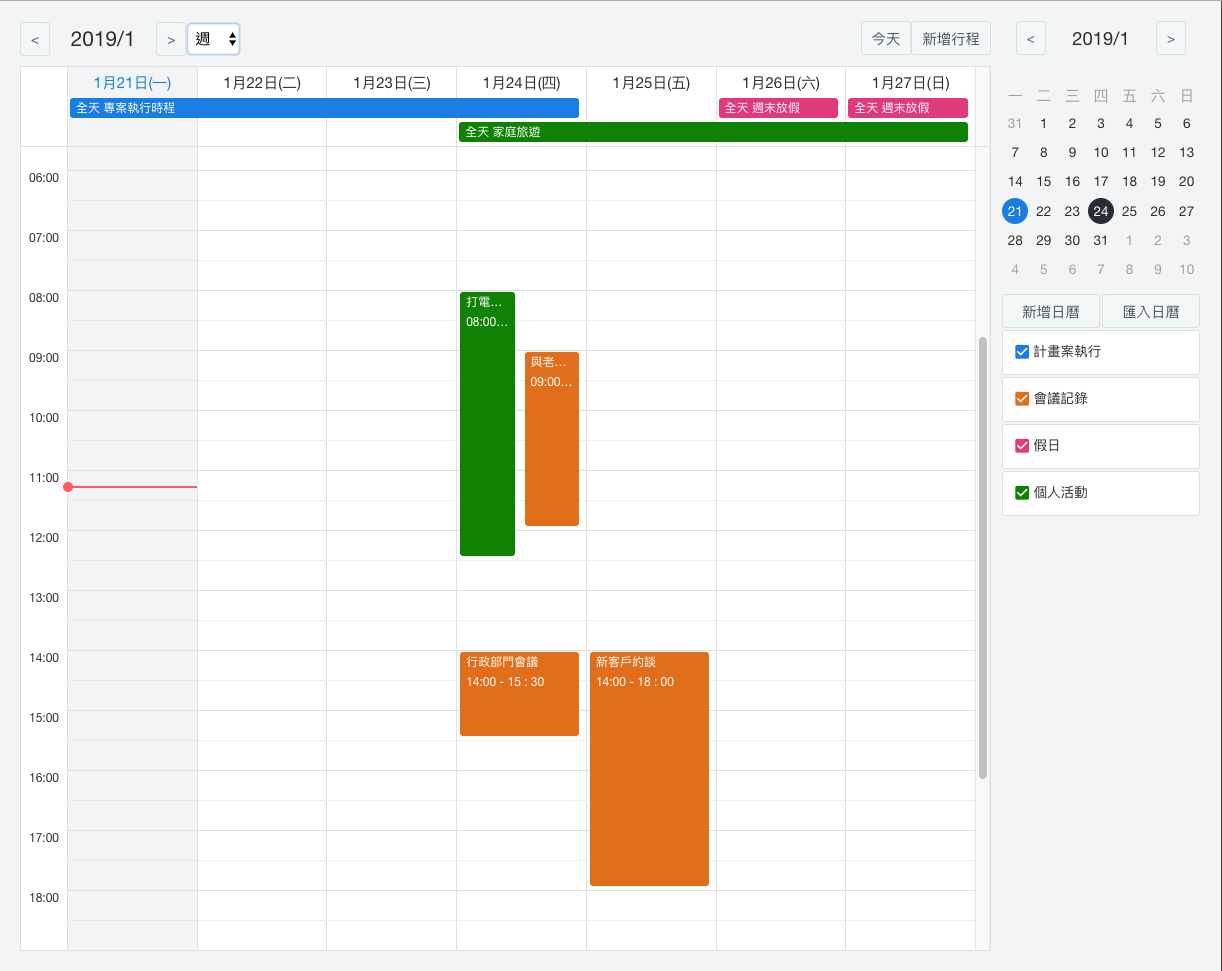 < 2019/1 > 週 今天 新增行程
1月21日(一) 1月22日(二) 1月23日(三) 1月24日(四) 1月25日(五) 1月26日(六) 1月27日(日)
全天 專案執行時程 全天 週末放假 全天 週末放假
全天 家庭旅遊
06:00
07:00
08:00
09:00
10:00
11:00
12:00
13:00
14:00
15:00
16:00
17:00
18:00
打電...
08:00...
與老...
09:00...
行政部門會議
14:00 - 15 : 30
新客戶約談
14:00 - 18 : 00
< 2019/1 >
一 二 三 四 五 六 日
31 1 2 3 4 5 6
7 8 9 10 11 12 13
14 15 16 17 18 19 20
21 22 23 24 25 26 27
28 29 30 31 1 2 3
4 5 6 7 8 9 10
新增日曆 匯入日曆
計畫案執行
會議記錄
假日
個人活動